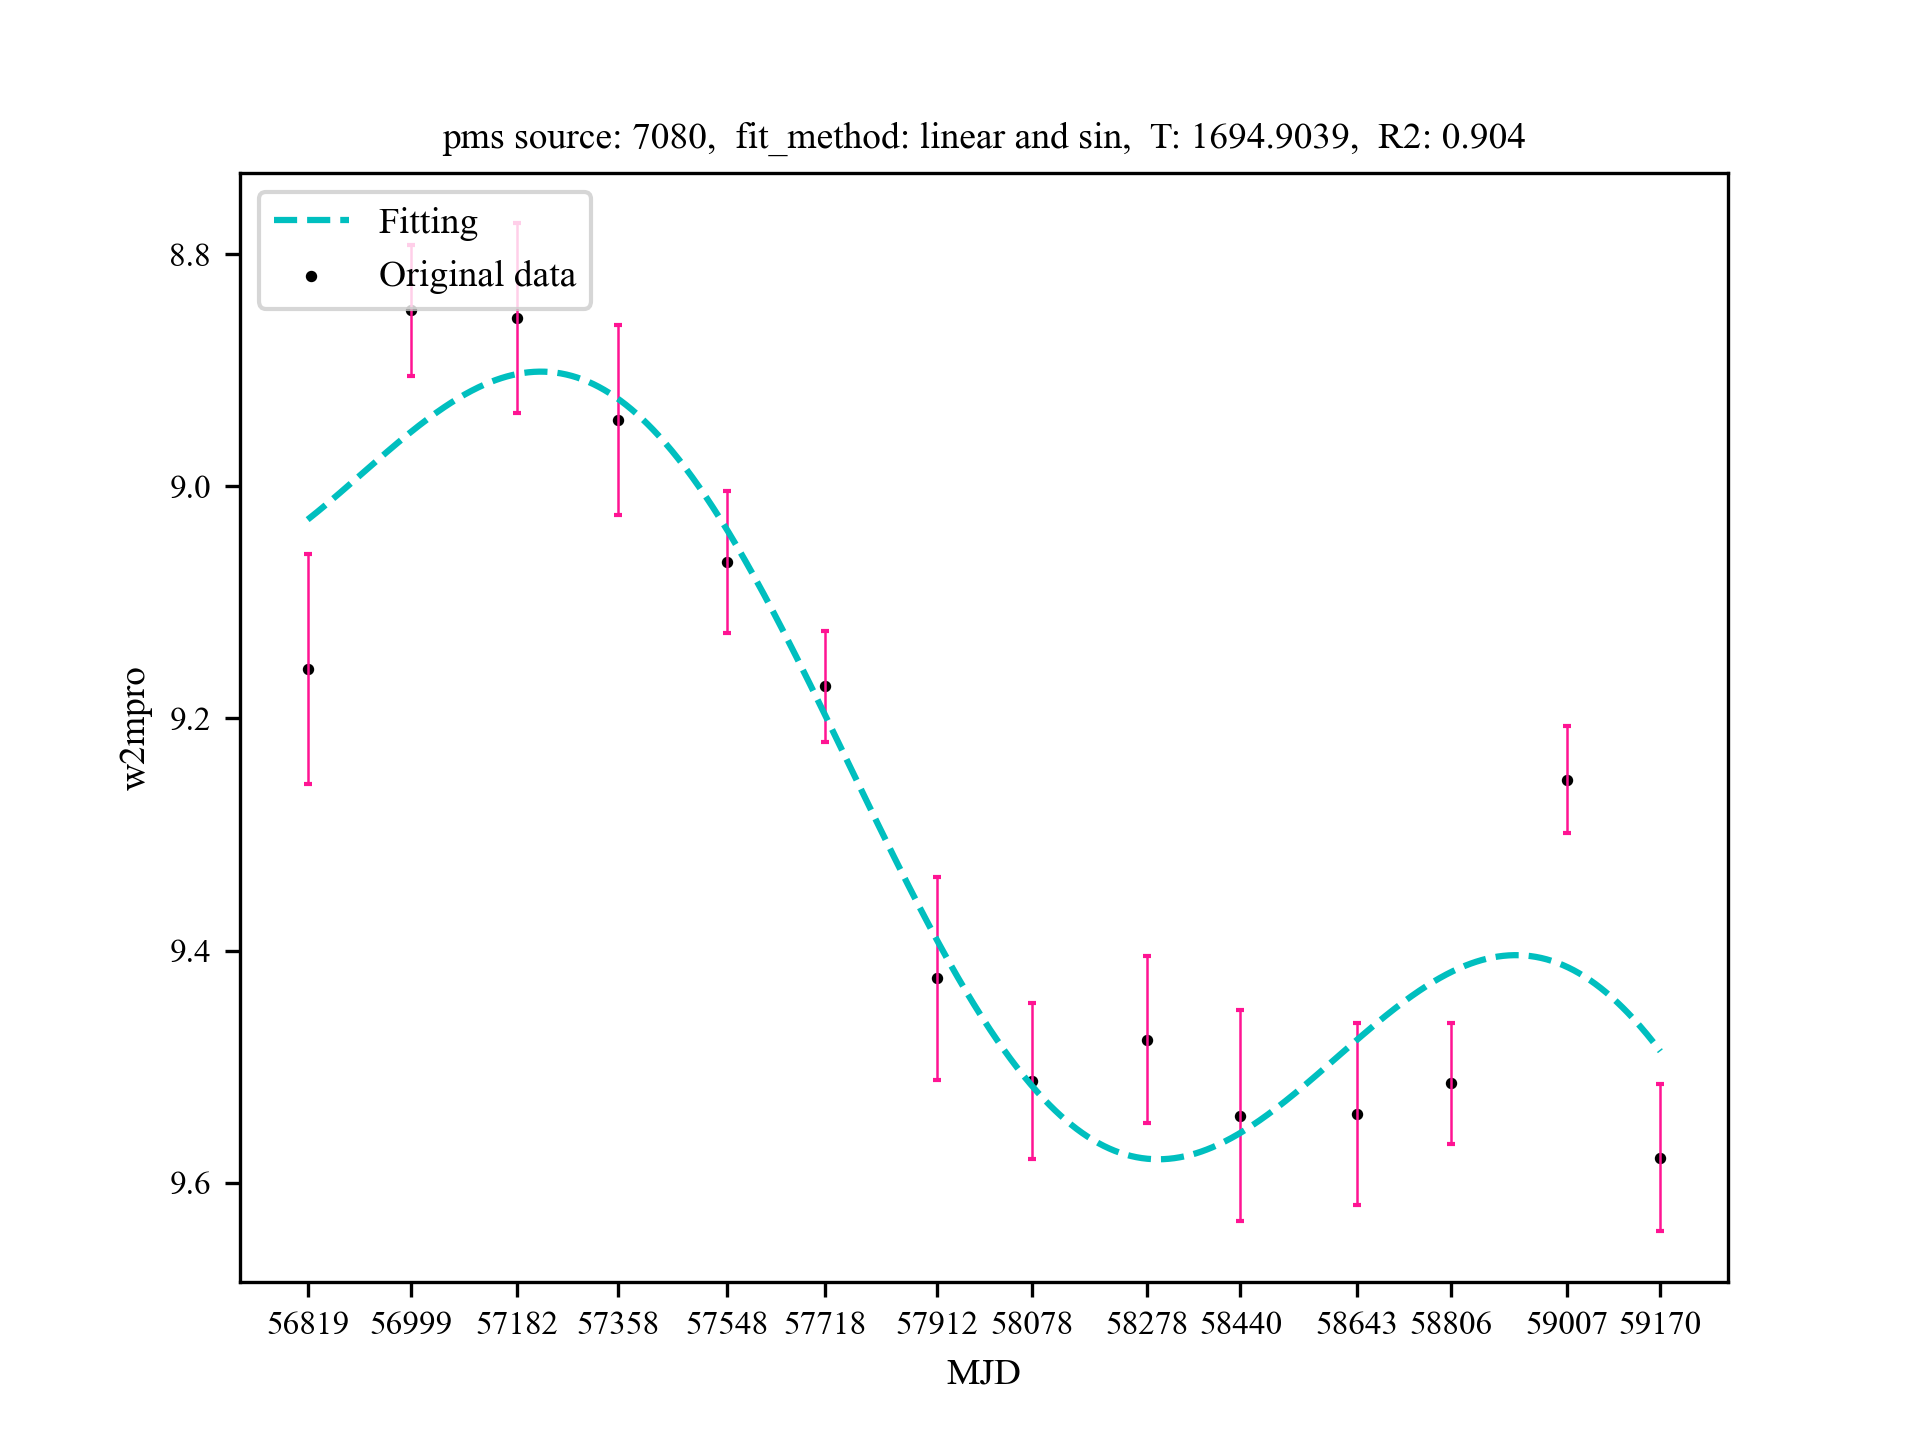 pms source: 7080,  fit_method: linear and sin,  T: 1694.9039,  R2: 0.904
Fitting
Original data
8.8
9.0
9.2
9.4
9.6
w2mpro
56819 56999 57182 57358 57548 57718 57912 58078 58278 58440 58643 58806 59007 59170
MJD